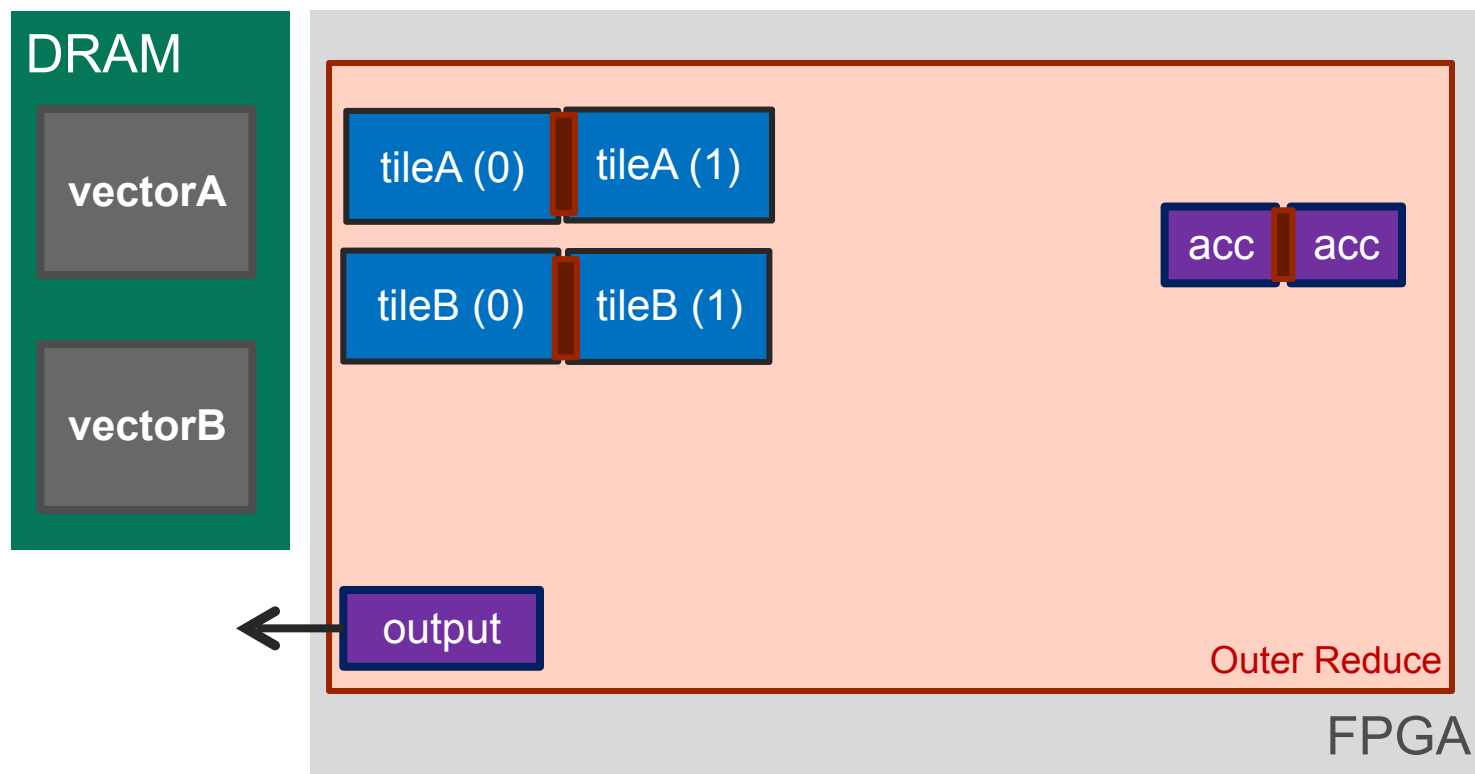 DRAM
vectorA
vectorB
tileA (0)
tileA (1)
tileB (0)
tileB (1)
acc
acc
output
Outer Reduce
FPGA